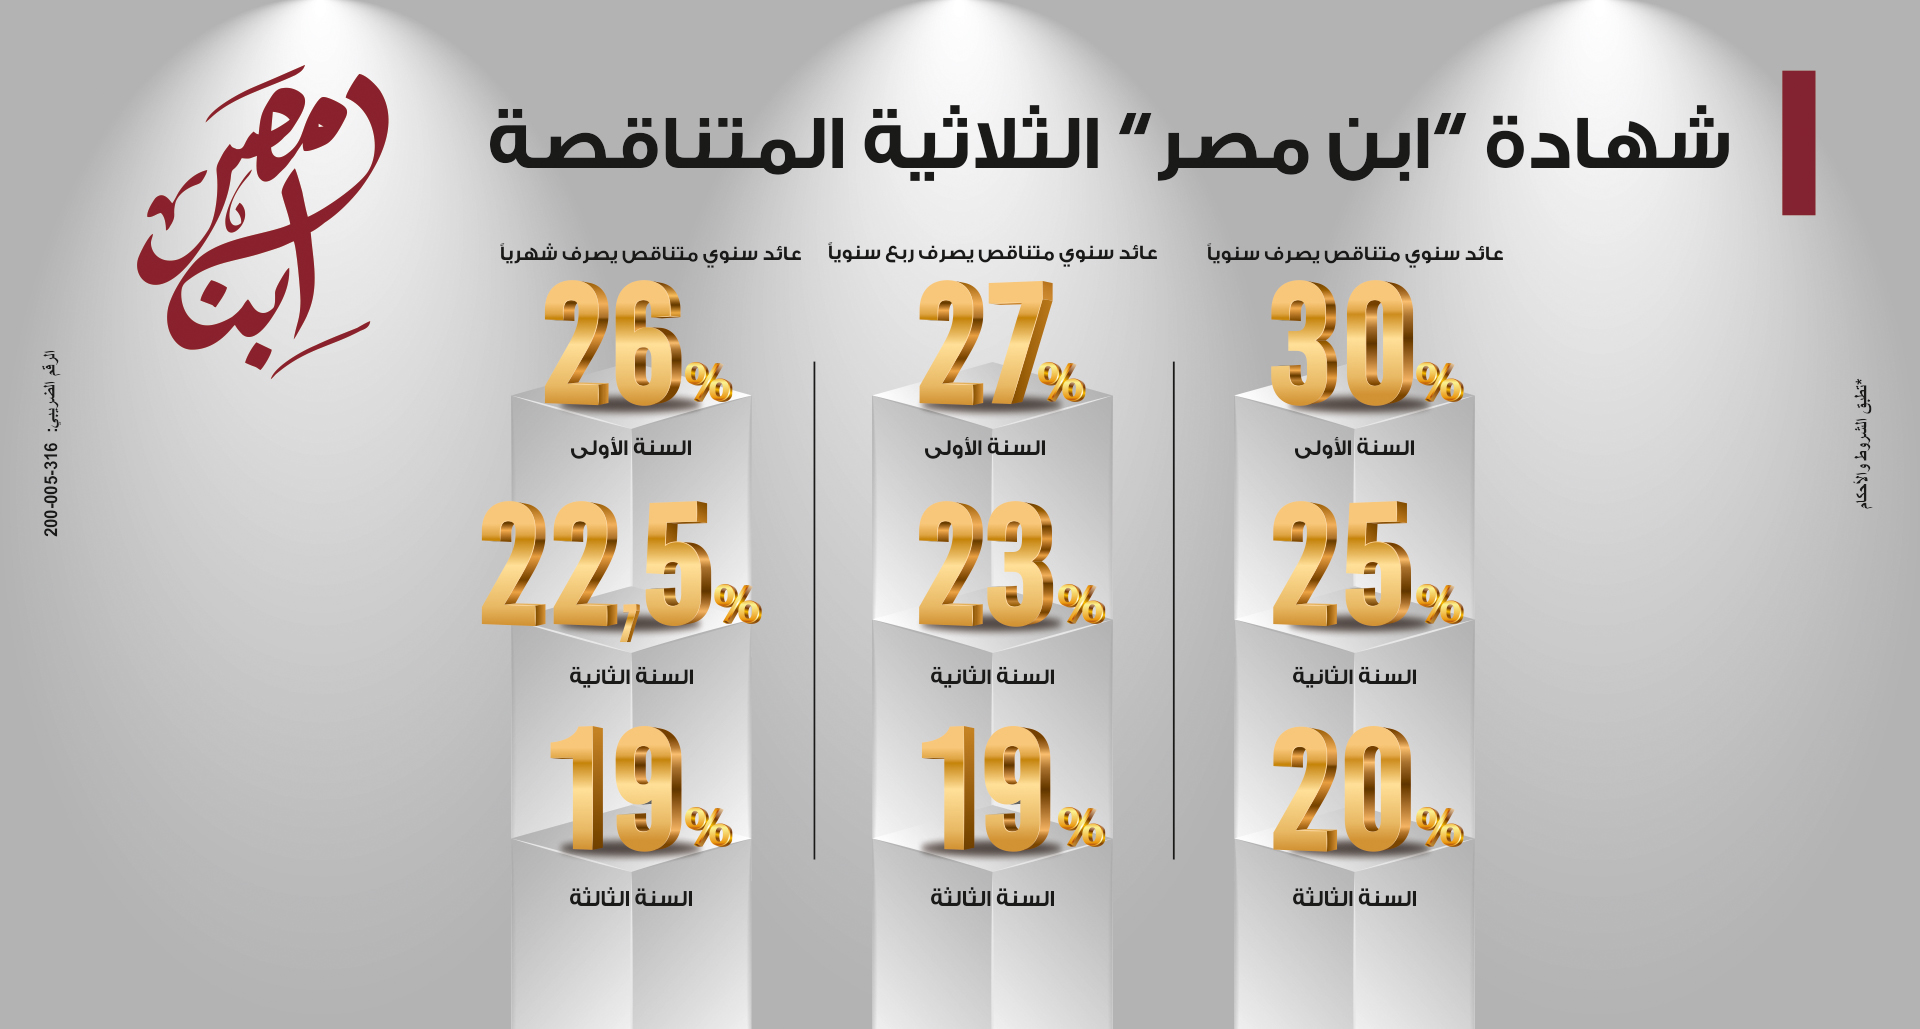 شهادة "ابن مصر" الثلاثية المتناقصة
ابن مصر
عائد سنوي متناقص يصرف سنوياً
30%
السنة الأولى
25%
السنة الثانية
20%
السنة الثالثة
عائد سنوي متناقص يصرف ربع سنوياً
27%
السنة الأولى
23%
السنة الثانية
19%
السنة الثالثة
عائد سنوي متناقص يصرف شهرياً
26%
السنة الأولى
22,5%
السنة الثانية
19%
السنة الثالثة
*تطبق الشروط والأحكام
الرقم الضريبي: 316-005-200